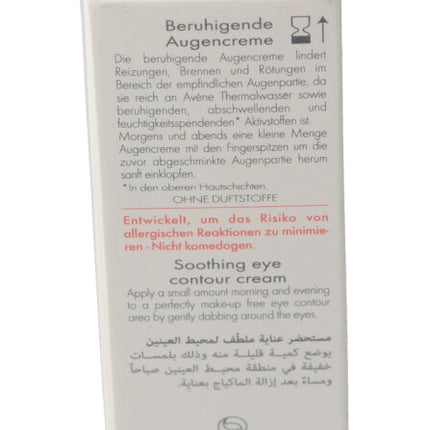 Beruhigende
Augencreme
Die beruhigende Augencreme lindert
Reizungen, Brennen und Rötungen im
Bereich der empfindlichen Augenpartie, da
sie reich an Avène Thermalwasser sowie
beruhigenden, abschwellenden und
feuchtigkeitsspendenden* Aktivstoffen ist.
Morgens und abends eine kleine Menge
Augencreme mit den Fingerspitzen um die
zuvor abgeschminkte Augenpartie herum
sanft einklopfen.
*In den oberen Hautschichten.
OHNE DUFTSTOFFE
Entwickelt, um das Risiko von
allergischen Reaktionen zu minimie-
ren - Nicht komedogen.
Soothing eye
contour cream
Apply a small amount morning and evening
to a perfectly make-up free eye contour
area by gently dabbing around the eyes.
مستحضر عناية ملطّف لمحيط العينين
يوضع كمية قليلة منه وذلك بلمسات
خفيفة في منطقة محيط العينين صباحاً
ومساءً بعد إزالة الماكياج بعناية.